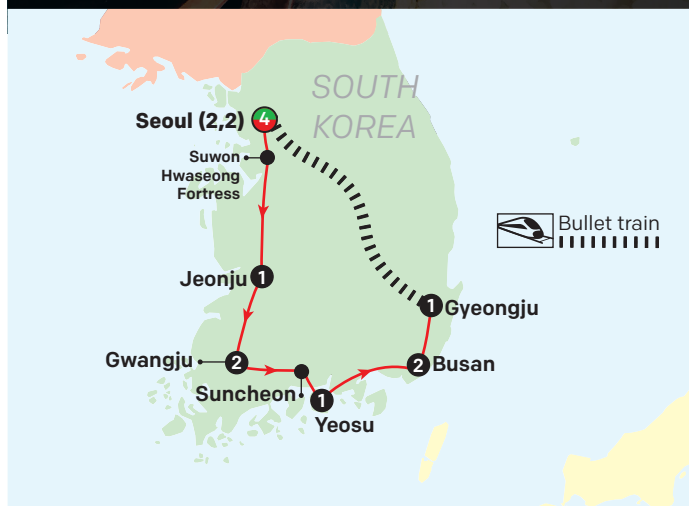 SOUTH
KOREA
Seoul (2,2)
4
Suwon
Hwaseong
Fortress
Bullet train
Jeonju
1
1
Gyeongju
Gwangju
2
2
Busan
Suncheon
1
Yeosu